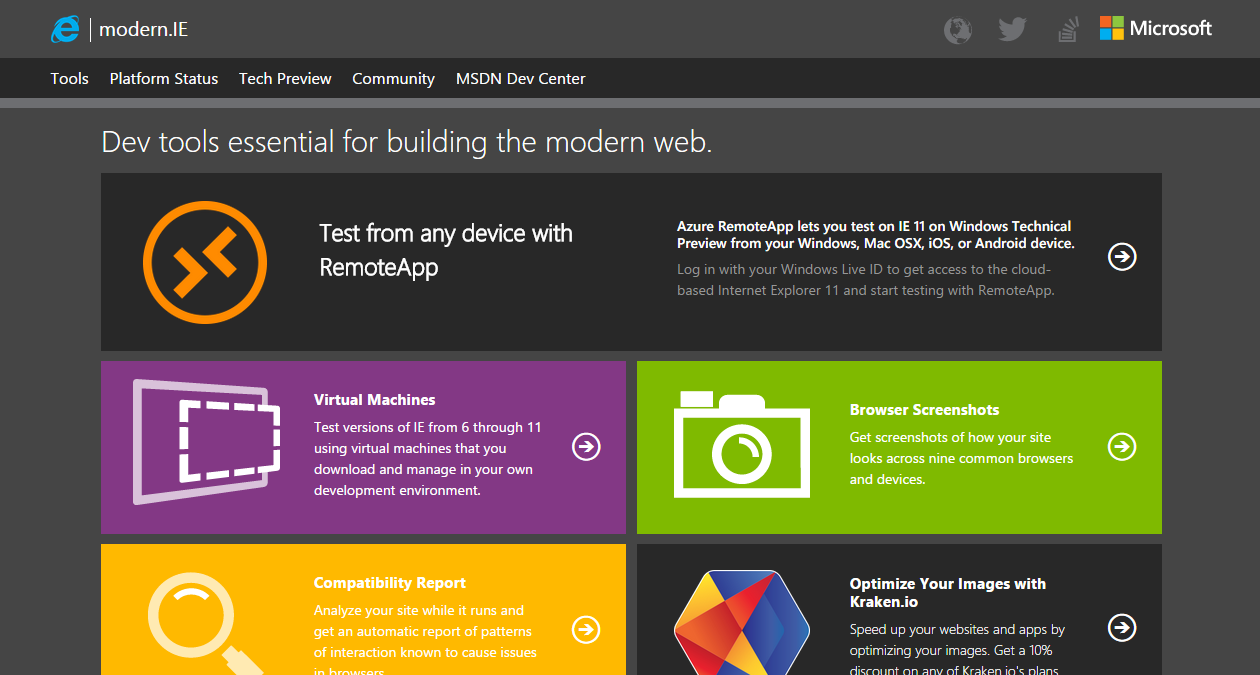 modern.IE
Microsoft
Tools Platform Status Tech Preview Community MSDN Dev Center
Dev tools essential for building the modern web.
Test from any device with
RemoteApp
Azure RemoteApp lets you test on IE 11 on Windows Technical
Preview from your Windows, Mac OSX, iOS, or Android device.
Log in with your Windows Live ID to get access to the cloud-
based Internet Explorer 11 and start testing with RemoteApp.
Virtual Machines
Test versions of IE from 6 through 11
using virtual machines that you
download and manage in your own
development environment.
Browser Screenshots
Get screenshots of how your site
looks across nine common browsers
and devices.
Compatibility Report
Analyze your site while it runs and
get an automatic report of patterns
of interaction known to cause issues
in browsers.
Optimize Your Images with
Kraken.io
Speed up your websites and apps by
optimizing your images. Get a 10%
discount on any of Kraken.io's plans